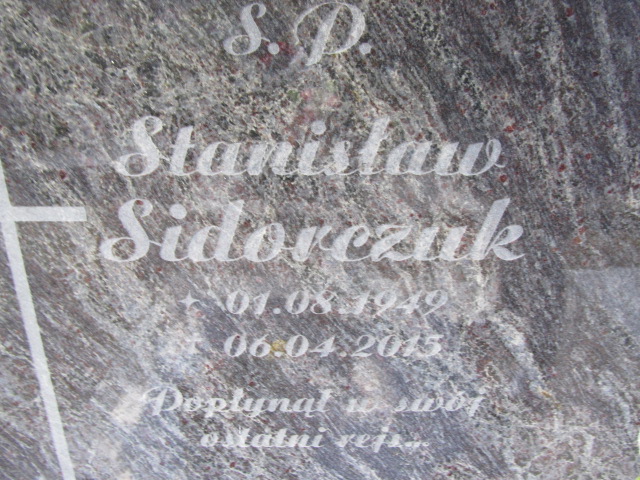 Ś. P.
Stanisław
Sidorczuk
01.08.1949
06.04.2015
Popłynął w swój
ostatni rejs...